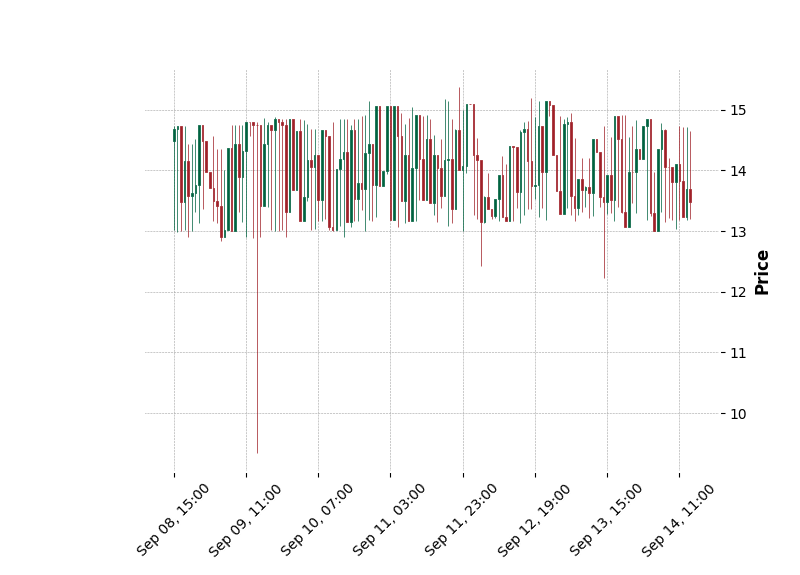 15
14
13
12
11
10
Price
Sep 08, 15:00
Sep 09, 11:00
Sep 10, 07:00
Sep 11, 03:00
Sep 11, 23:00
Sep 12, 19:00
Sep 13, 15:00
Sep 14, 11:00